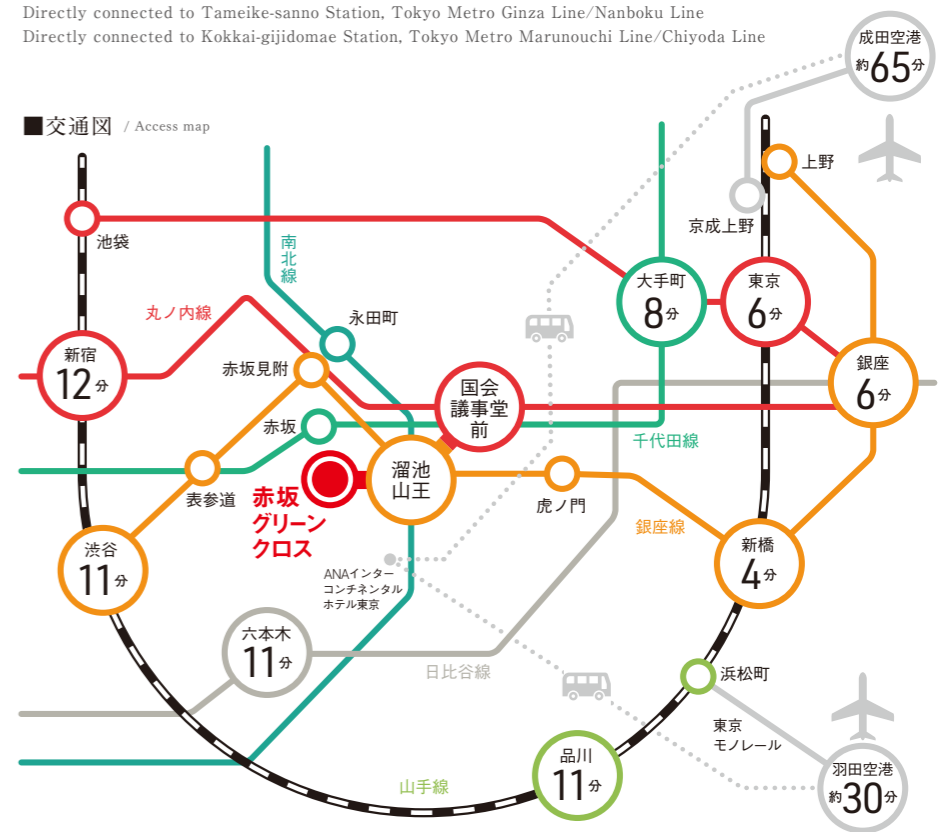 Directly connected to Tameike-sanno Station, Tokyo Metro Ginza Line/Nanboku Line
Directly connected to Kokkai-gijidomae Station, Tokyo Metro Marunouchi Line/Chiyoda Line
成田空港
約65分
■交通図 / Access map
上野
京成上野
池袋
南北線
大手町
8分
東京
6分
丸ノ内線
永田町
新宿
12分
赤坂見附
銀座
6分
国会
議事堂
前
赤坂
千代田線
溜池
山王
表参道
赤坂
グリーン
クロス
虎ノ門
銀座線
渋谷
11分
新橋
4分
ANAインター
コンチネンタル
ホテル東京
六本木
11分
日比谷線
浜松町
東京
モノレール
品川
11分
山手線
羽田空港
約30分